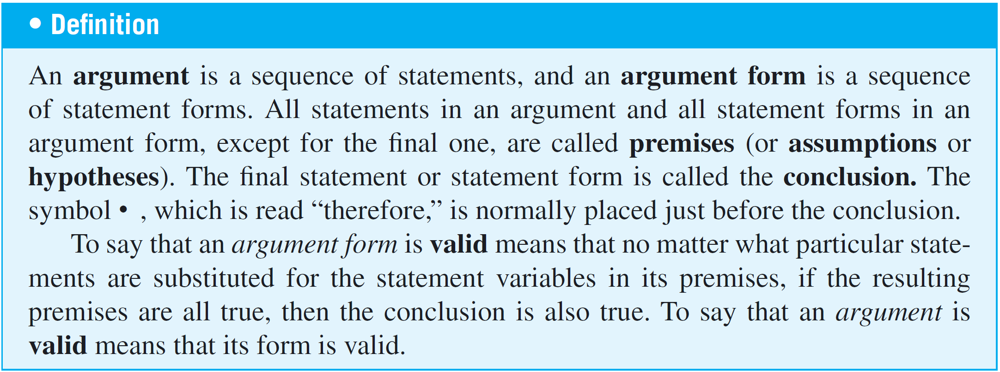 • Definition
An argument is a sequence of statements, and an argument form is a sequence
of statement forms. All statements in an argument and all statement forms in an
argument form, except for the final one, are called premises (or assumptions or
hypotheses). The final statement or statement form is called the conclusion. The
symbol • , which is read “therefore,” is normally placed just before the conclusion.
To say that an argument form is valid means that no matter what particular state-
ments are substituted for the statement variables in its premises, if the resulting
premises are all true, then the conclusion is also true. To say that an argument is
valid means that its form is valid.